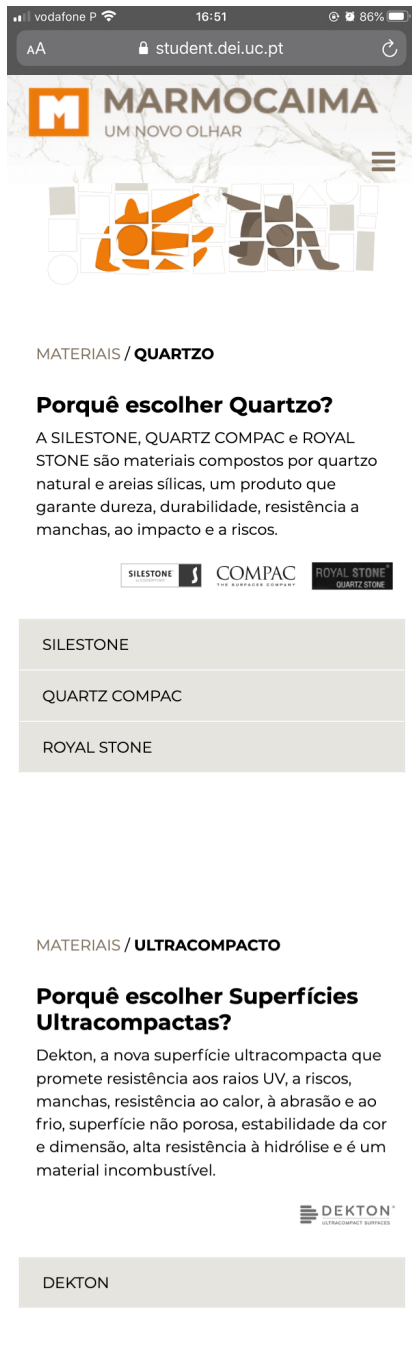 vodafone P 16:51 86%
AA student.dei.uc.pt
M MARMOCAIMA
UM NOVO OLHAR
MATERIAIS / QUARTZO
Porquê escolher Quartzo?
A SILESTONE, QUARTZ COMPAC e ROYAL
STONE são materiais compostos por quartzo
natural e areias sílicas, um produto que
garante dureza, durabilidade, resistência a
manchas, ao impacto e a riscos.
SILESTONE S COMPAC ROYAL STONE
THE SURFACES COMPANY QUARTZ STONE
SILESTONE
QUARTZ COMPAC
ROYAL STONE
MATERIAIS / ULTRACOMPACTO
Porquê escolher Superfícies
Ultracompactas?
Dekton, a nova superfície ultracompacta que
promete resistência aos raios UV, a riscos,
manchas, resistência ao calor, à abrasão e ao
frio, superfície não porosa, estabilidade da cor
e dimensão, alta resistência à hidrólise e é um
material incombustível.
DEKTON
ULTRACOMPACT SURFACES
DEKTON